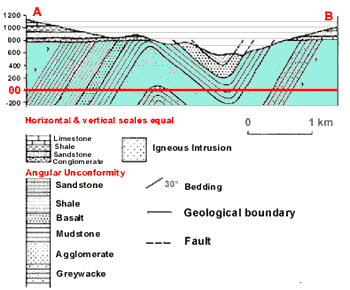 A B
1200
1000
800
600
400
200
00
-200
Horizontal & vertical scales equal
0 1 km
Limestone
Shale
Sandstone
Conglomerate
Igneous Intrusion
Angular Unconformity
Sandstone
Shale
Basalt
Mudstone
Agglomerate
Greywacke
30° Bedding
Geological boundary
Fault